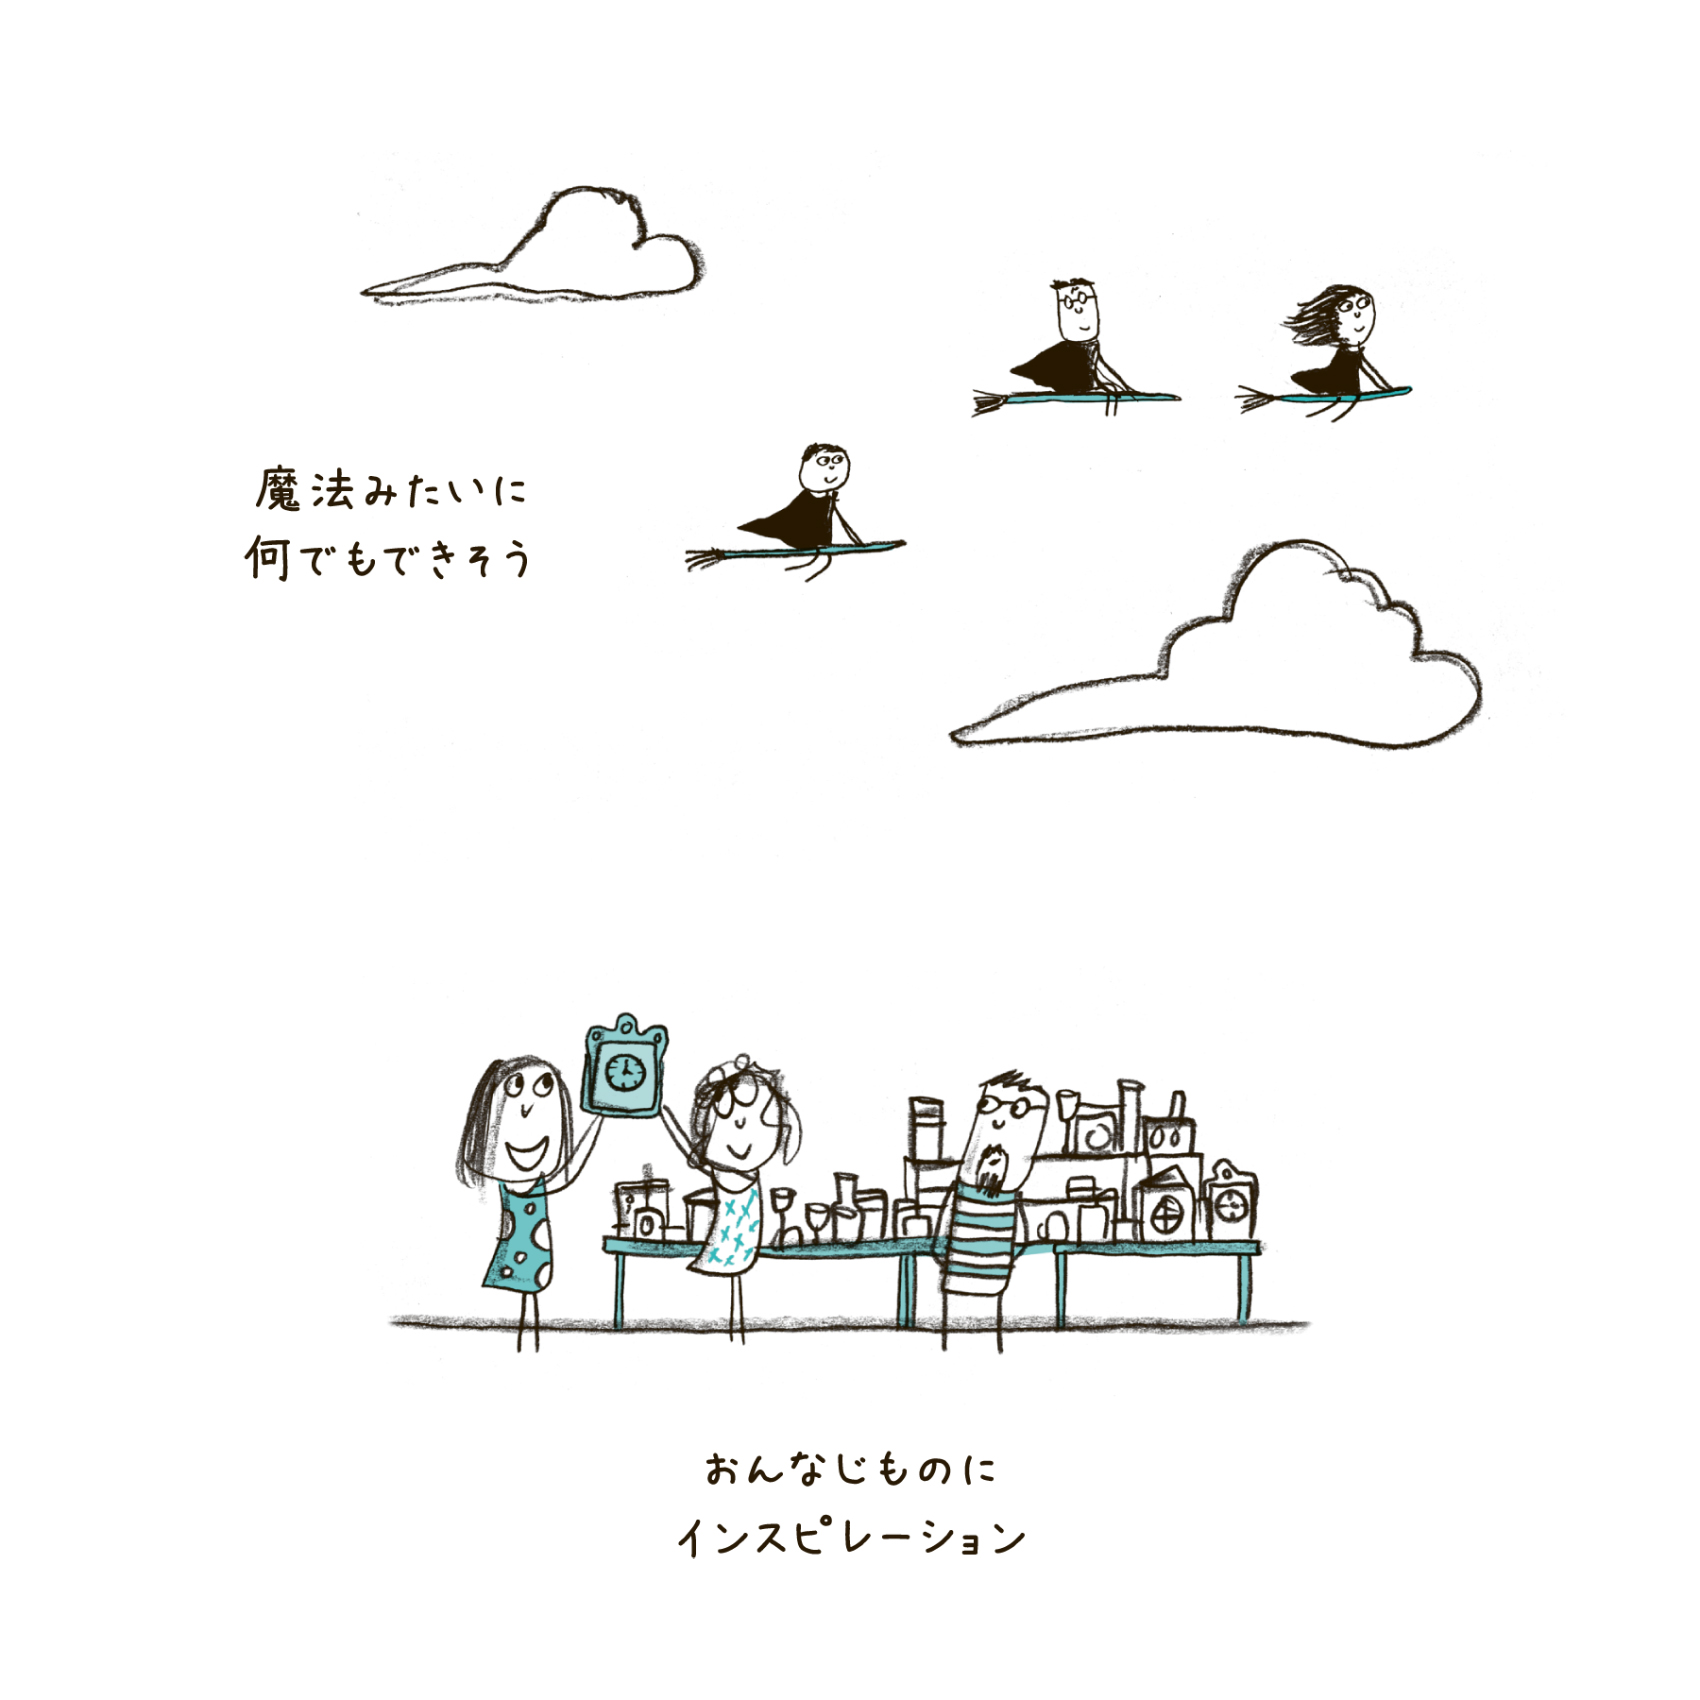 魔法みたいに
何でもできそう
おんなじものに
インスピレーション